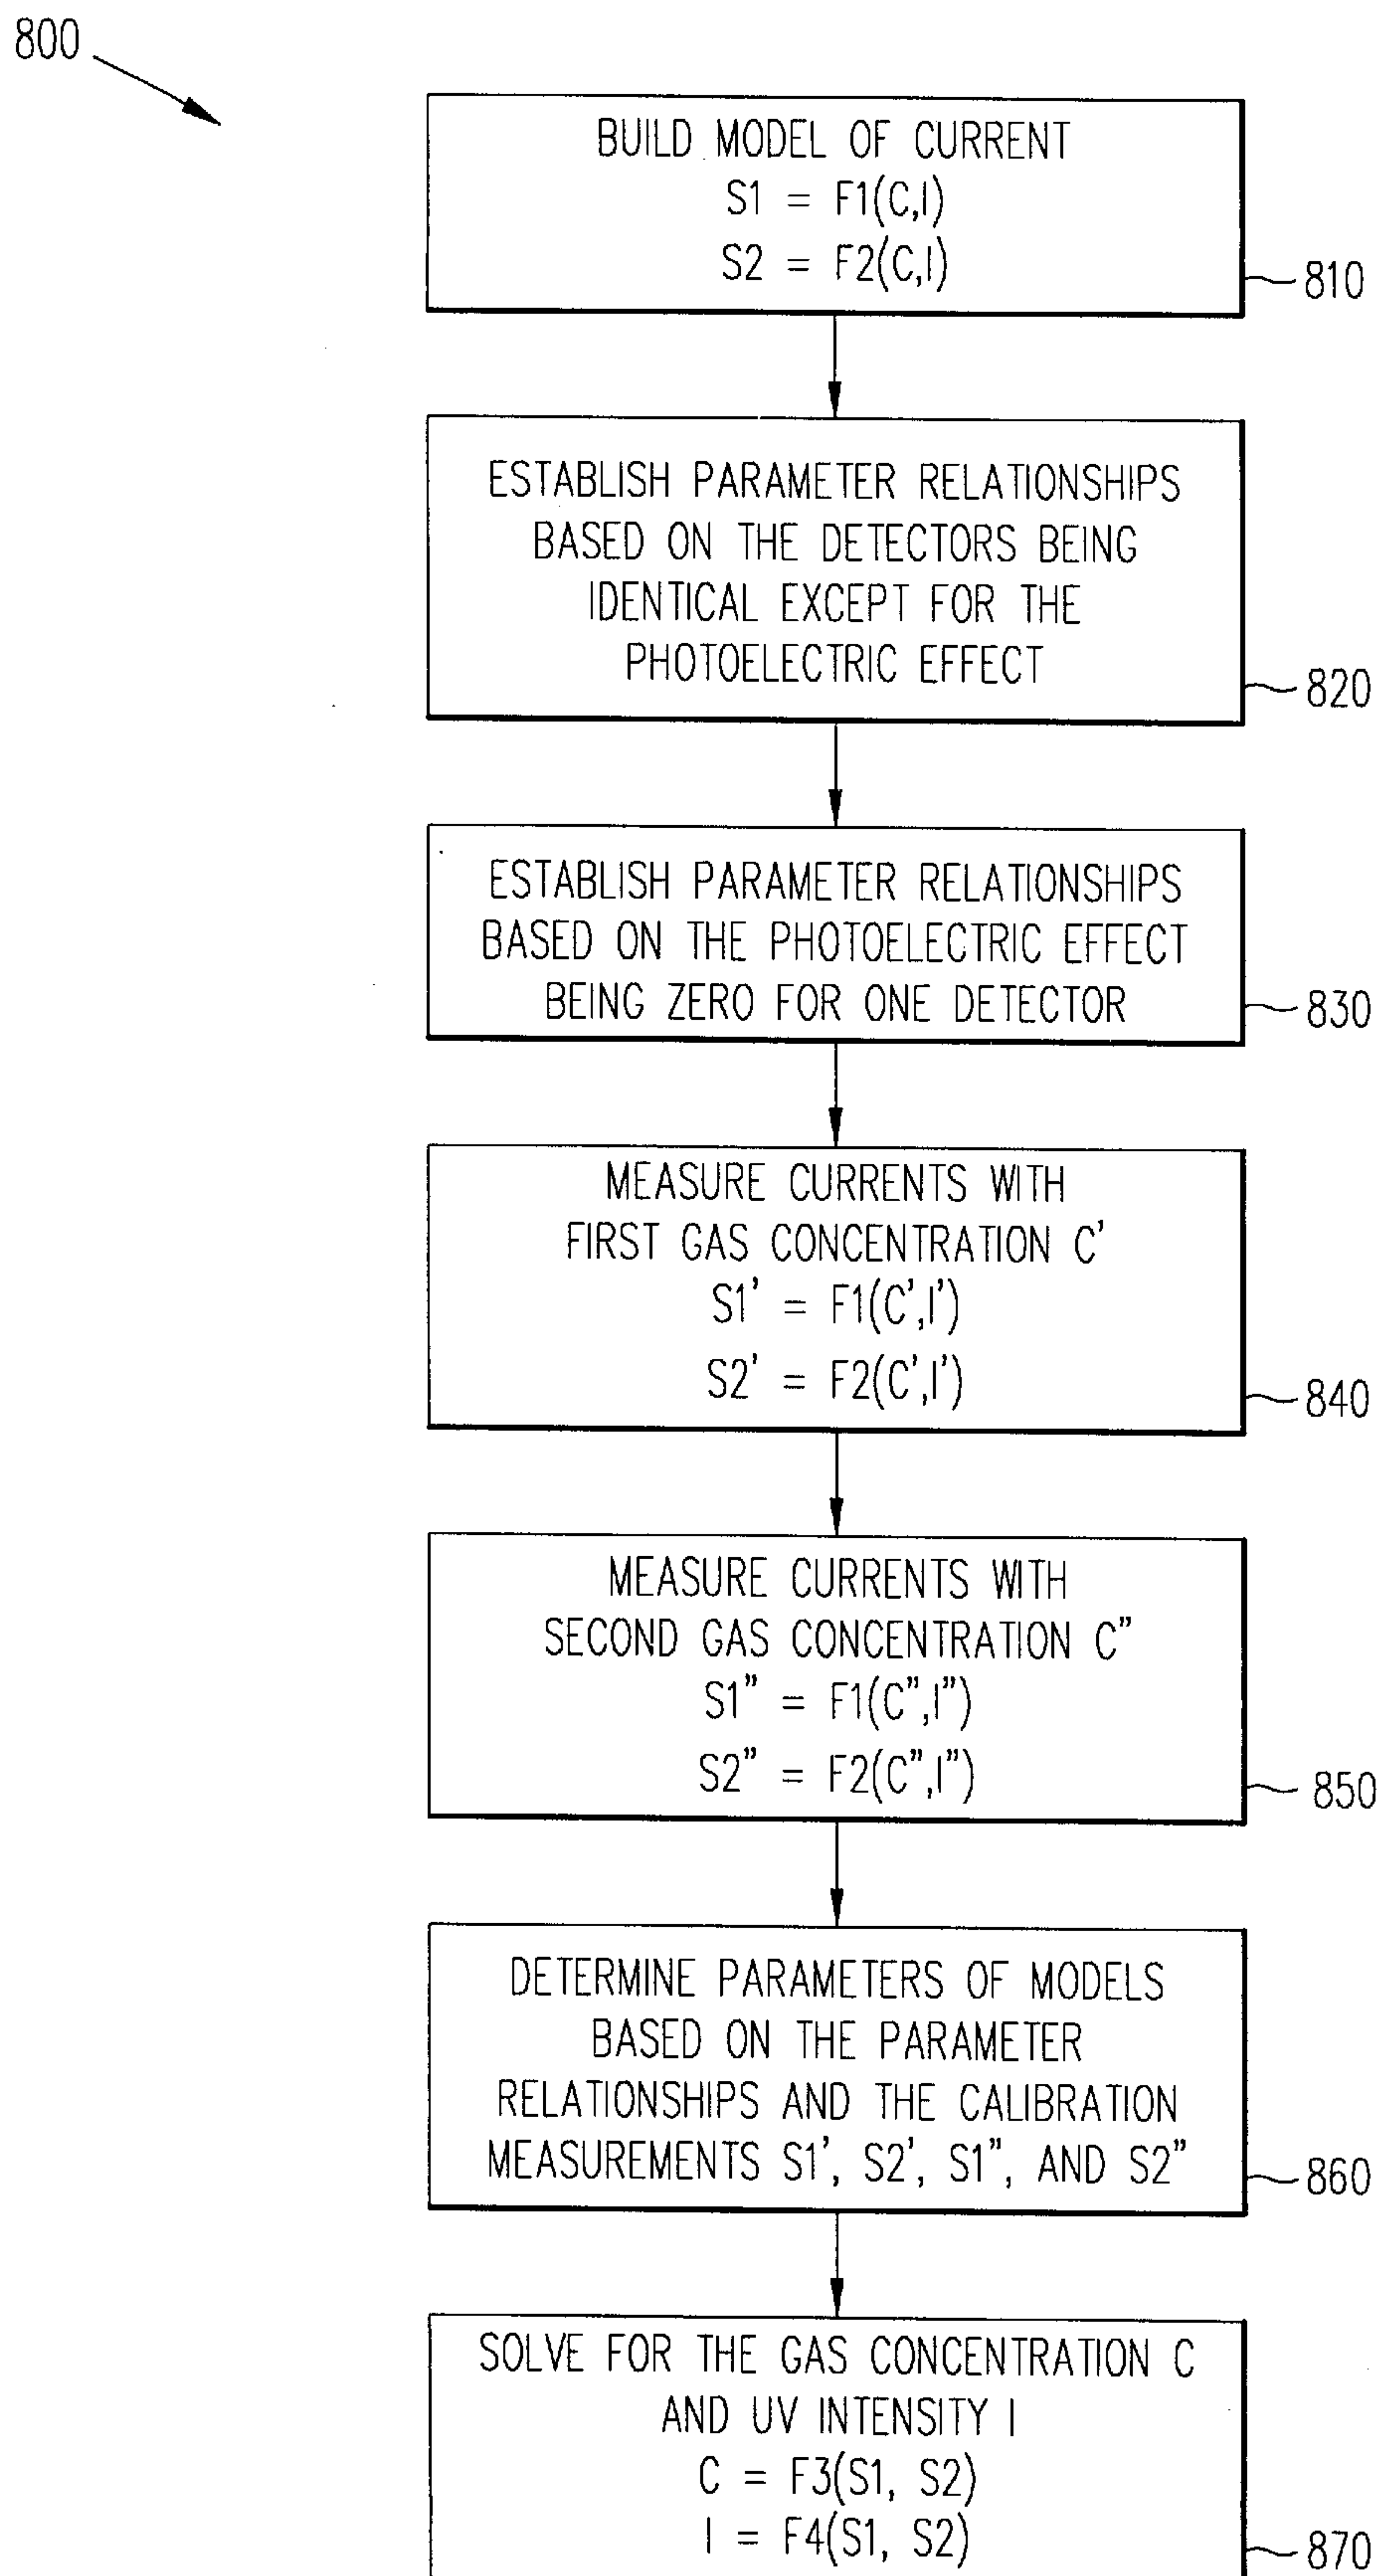 800
BUILD MODEL OF CURRENT
S1 = F1(C,I)
S2 = F2(C,I)
810
ESTABLISH PARAMETER RELATIONSHIPS
BASED ON THE DETECTORS BEING
IDENTICAL EXCEPT FOR THE
PHOTOELECTRIC EFFECT
820
ESTABLISH PARAMETER RELATIONSHIPS
BASED ON THE PHOTOELECTRIC EFFECT
BEING ZERO FOR ONE DETECTOR
830
MEASURE CURRENTS WITH
FIRST GAS CONCENTRATION C'
S1' = F1(C',I')
S2' = F2(C',I')
840
MEASURE CURRENTS WITH
SECOND GAS CONCENTRATION C"
S1" = F1(C",I")
S2" = F2(C",I")
850
DETERMINE PARAMETERS OF MODELS
BASED ON THE PARAMETER
RELATIONSHIPS AND THE CALIBRATION
MEASUREMENTS S1', S2', S1", AND S2"
860
SOLVE FOR THE GAS CONCENTRATION C
AND UV INTENSITY I
C = F3(S1, S2)
I = F4(S1, S2)
870